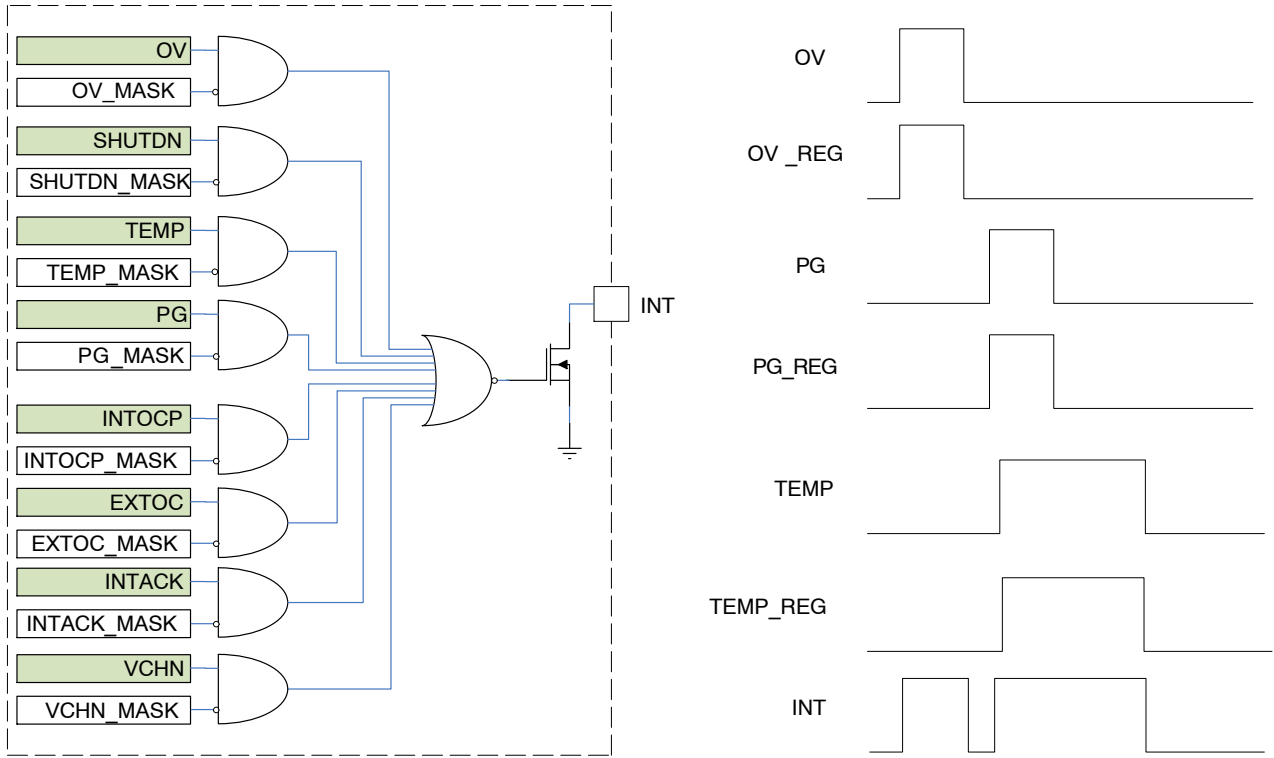 OV
OV_MASK
SHUTDN
SHUTDN_MASK
TEMP
TEMP_MASK
PG
PG_MASK
INTOCP
INTOCP_MASK
EXTOC
EXTOC_MASK
INTACK
INTACK_MASK
VCHN
VCHN_MASK
INT
OV
OV _REG
PG
PG_REG
TEMP
TEMP_REG
INT